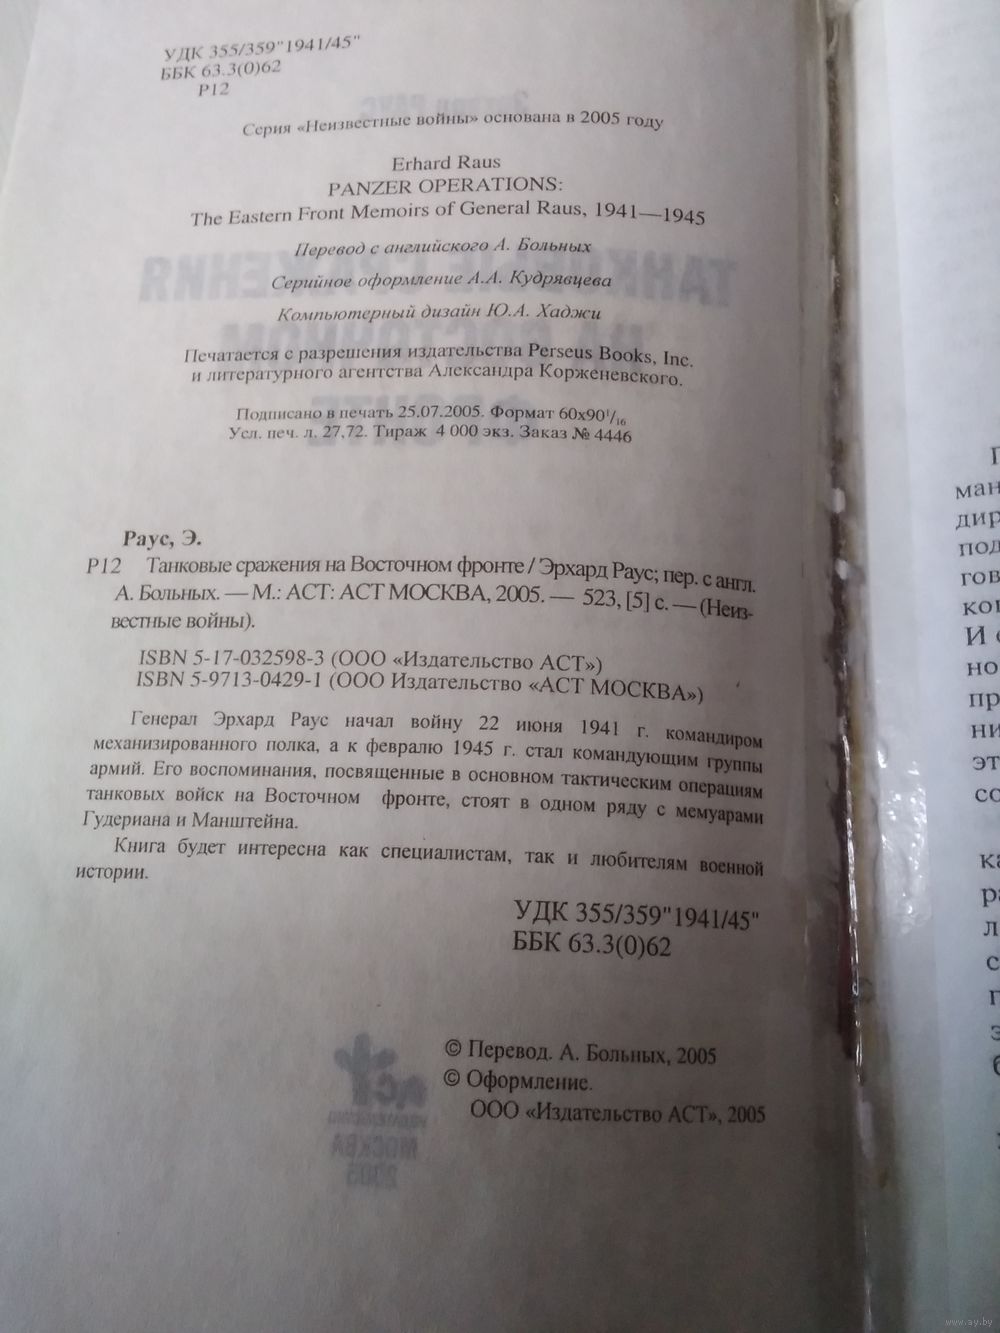 УДК 355/359"1941/45"
ББК 63.3(0)62
Р12
Серия «Неизвестные войны» основана в 2005 году
Erhard Raus
PANZER OPERATIONS:
The Eastern Front Memoirs of General Raus, 1941—1945
Перевод с английского А. Больных
Серийное оформление А.А. Кудрявцева
Компьютерный дизайн Ю.А. Хаджи
Печатается с разрешения издательства Perseus Books, Inc.
и литературного агентства Александра Корженевского.
Подписано в печать 25.07.2005. Формат 60х90 1/16
Усл. печ. л. 27,72. Тираж 4 000 экз. Заказ № 4446
Раус, Э.
Р12 Танковые сражения на Восточном фронте / Эрхард Раус; пер. с англ.
А. Больных. — М.: АСТ: АСТ МОСКВА, 2005. — 523, [5] с. — (Неиз-
вестные войны).
ISBN 5-17-032598-3 (ООО «Издательство АСТ»)
ISBN 5-9713-0429-1 (ООО Издательство «АСТ МОСКВА»)
Генерал Эрхард Раус начал войну 22 июня 1941 г. командиром
механизированного полка, а к февралю 1945 г. стал командующим группы
армий. Его воспоминания, посвященные в основном тактическим операциям
танковых войск на Восточном фронте, стоят в одном ряду с мемуарами
Гудериана и Манштейна.
Книга будет интересна как специалистам, так и любителям военной
истории.
УДК 355/359"1941/45"
ББК 63.3(0)62
© Перевод. А. Больных, 2005
© Оформление.
ООО «Издательство АСТ», 2005
www.ay.by